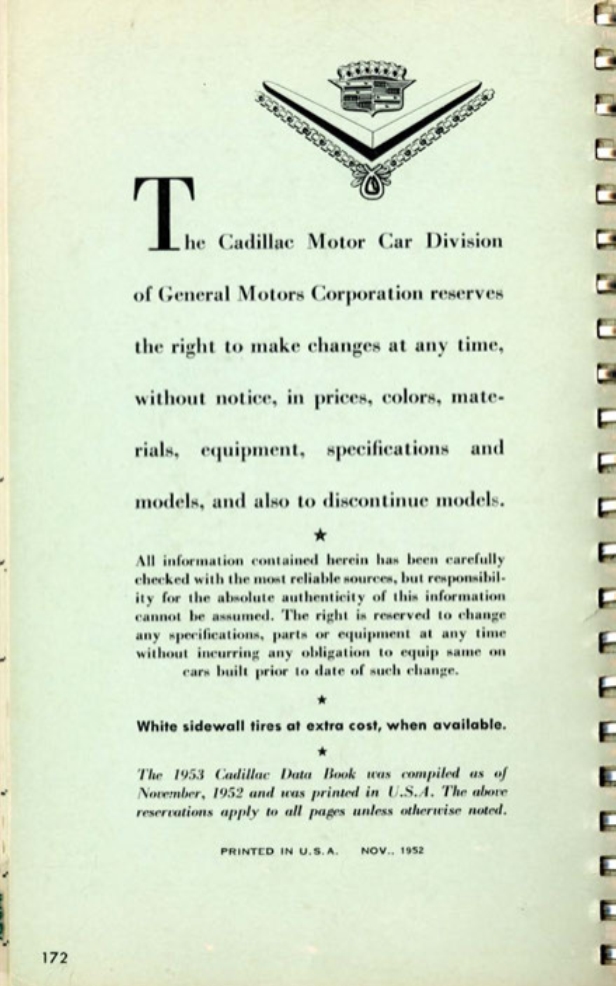 The Cadillac Motor Car Division
of General Motors Corporation reserves
the right to make changes at any time,
without notice, in prices, colors, mate-
rials, equipment, specifications and
models, and also to discontinue models.
★
All information contained herein has been carefully
checked with the most reliable sources, but responsibil-
ity for the absolute authenticity of this information
cannot be assumed. The right is reserved to change
any specifications, parts or equipment at any time
without incurring any obligation to equip same on
cars built prior to date of such change.
★
White sidewall tires at extra cost, when available.
★
The 1953 Cadillac Data Book was compiled as of
November, 1952 and was printed in U.S.A. The above
reservations apply to all pages unless otherwise noted.
PRINTED IN U.S.A. NOV., 1952
172